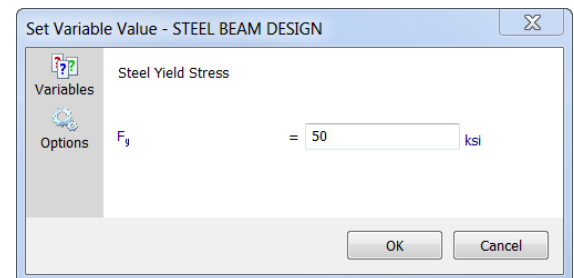 Set Variable Value - STEEL BEAM DESIGN
Variables
Options
Steel Yield Stress
Fy = 50 ksi
OK Cancel